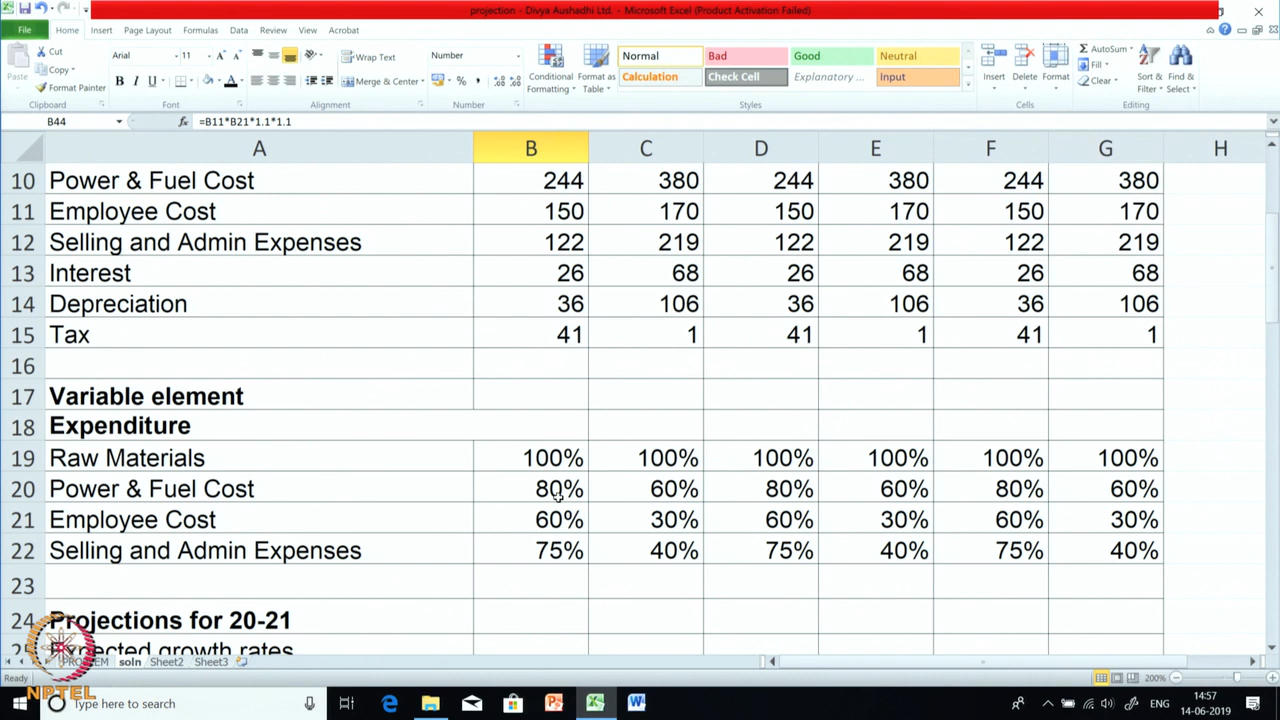 projection - Divya Aushadhi Ltd. - Microsoft Excel (Product Activation Failed)
File Home Insert Page Layout Formulas Data Review View Acrobat
Paste Cut Copy Format Painter Clipboard
Arial 11 B I U Font
Wrap Text Merge & Center Alignment
Number % , Number
Conditional Formatting Format as Table
Normal Bad Good Neutral
Calculation Check Cell Explanatory ... Input
Styles
Insert Delete Format Cells
Σ AutoSum Fill Clear Sort & Filter Find & Select Editing
B44 fx =B11*B21*1.1*1.1
A B C D E F G H
10 Power & Fuel Cost 244 380 244 380 244 380
11 Employee Cost 150 170 150 170 150 170
12 Selling and Admin Expenses 122 219 122 219 122 219
13 Interest 26 68 26 68 26 68
14 Depreciation 36 106 36 106 36 106
15 Tax 41 1 41 1 41 1
16
17 Variable element
18 Expenditure
19 Raw Materials 100% 100% 100% 100% 100% 100%
20 Power & Fuel Cost 80% 60% 80% 60% 80% 60%
21 Employee Cost 60% 30% 60% 30% 60% 30%
22 Selling and Admin Expenses 75% 40% 75% 40% 75% 40%
23
24 Projections for 20-21
25 Expected growth rates
soln Sheet2 Sheet3
Ready 200%
NPTEL
Type here to search
ENG 14:57
14-06-2019